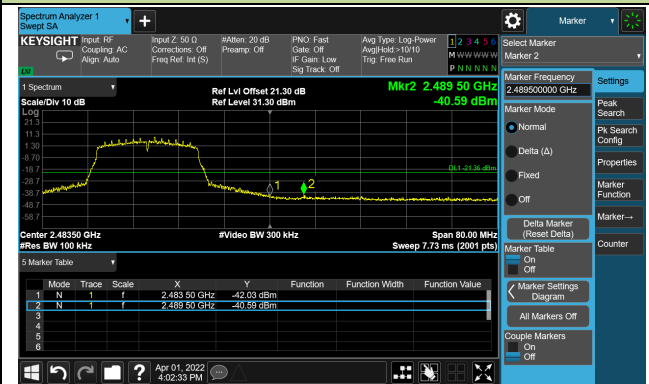 Spectrum Analyzer 1
Swept SA
Marker
KEYSIGHT
Input: RF
Coupling: AC
Align: Auto
Input Z: 50 Ω
Corrections: Off
Freq Ref: Int (S)
#Atten: 20 dB
Preamp: Off
PNO: Fast
Gate: Off
IF Gain: Low
Sig Track: Off
Avg Type: Log-Power
Avg|Hold:>10/10
Trig: Free Run
1 2 3 4 5 6
M W W W W W
P N N N N N
LXI
Select Marker
Marker 2
1 Spectrum
Scale/Div 10 dB
Ref Lvl Offset 21.30 dB
Ref Level 31.30 dBm
Mkr2 2.489 50 GHz
-40.59 dBm
Log
21.3
11.3
1.30
-8.70
-18.7
-28.7
-38.7
-48.7
-58.7
DL1 -21.36 dBm
1
2
Center 2.48350 GHz
#Res BW 100 kHz
#Video BW 300 kHz
Span 80.00 MHz
Sweep 7.73 ms (2001 pts)
5 Marker Table
Mode Trace Scale X Y Function Function Width Function Value
1 N 1 f 2.483 50 GHz -42.03 dBm
2 N 1 f 2.489 50 GHz -40.59 dBm
3
4
5
6
Marker Frequency
2.489500000 GHz
Marker Mode
Normal
Delta (Δ)
Fixed
Off
Delta Marker
(Reset Delta)
Marker Table
On
Off
Marker Settings
Diagram
All Markers Off
Couple Markers
On
Off
Settings
Peak
Search
Pk Search
Config
Properties
Marker
Function
Marker→
Counter
?
Apr 01, 2022
4:02:33 PM